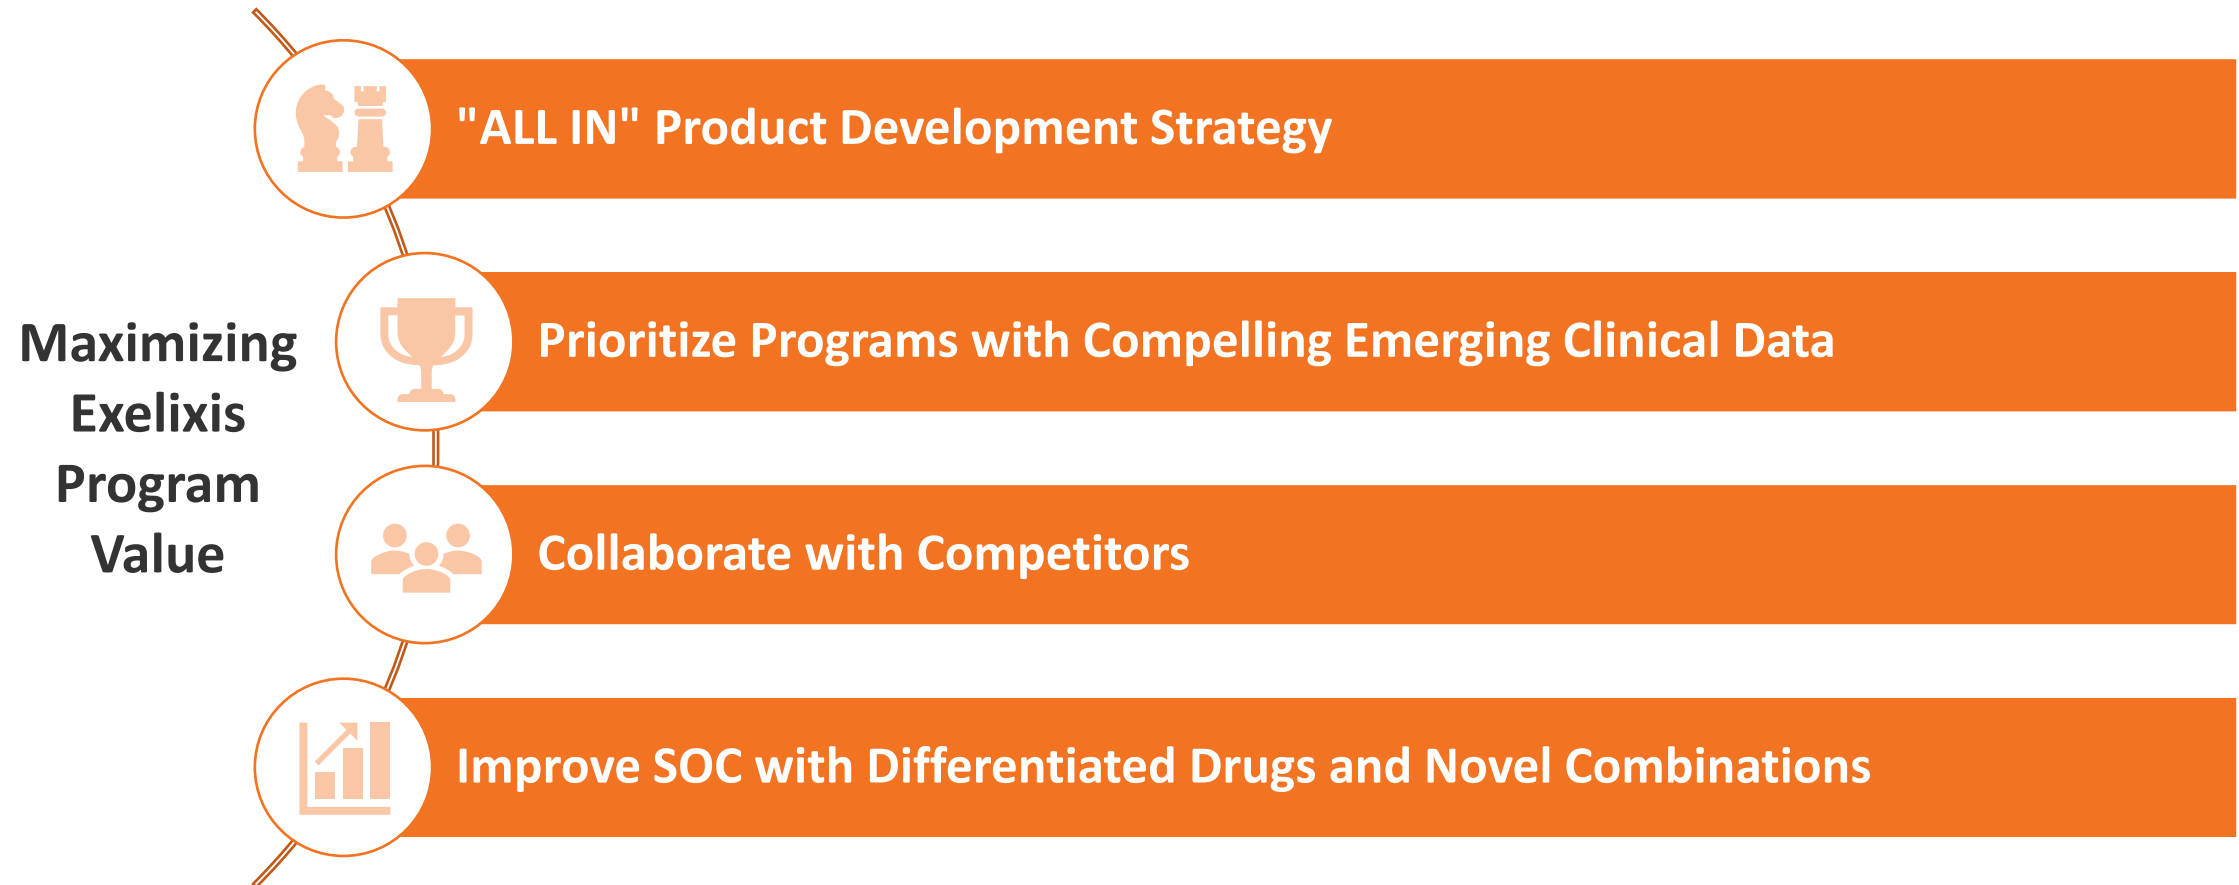 Maximizing
Exelixis
Program
Value
"ALL IN" Product Development Strategy
Prioritize Programs with Compelling Emerging Clinical Data
Collaborate with Competitors
Improve SOC with Differentiated Drugs and Novel Combinations